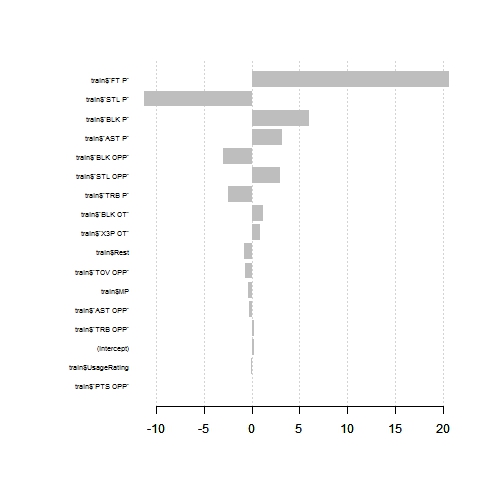 train$`FT P`
train$`STL P`
train$`BLK P`
train$`AST P`
train$`BLK OPP`
train$`STL OPP`
train$`TRB P`
train$`BLK OT`
train$`X3P OT`
train$Rest
train$`TOV OPP`
train$MP
train$`AST OPP`
train$`TRB OPP`
(Intercept)
train$UsageRating
train$`PTS OPP`
-10 -5 0 5 10 15 20